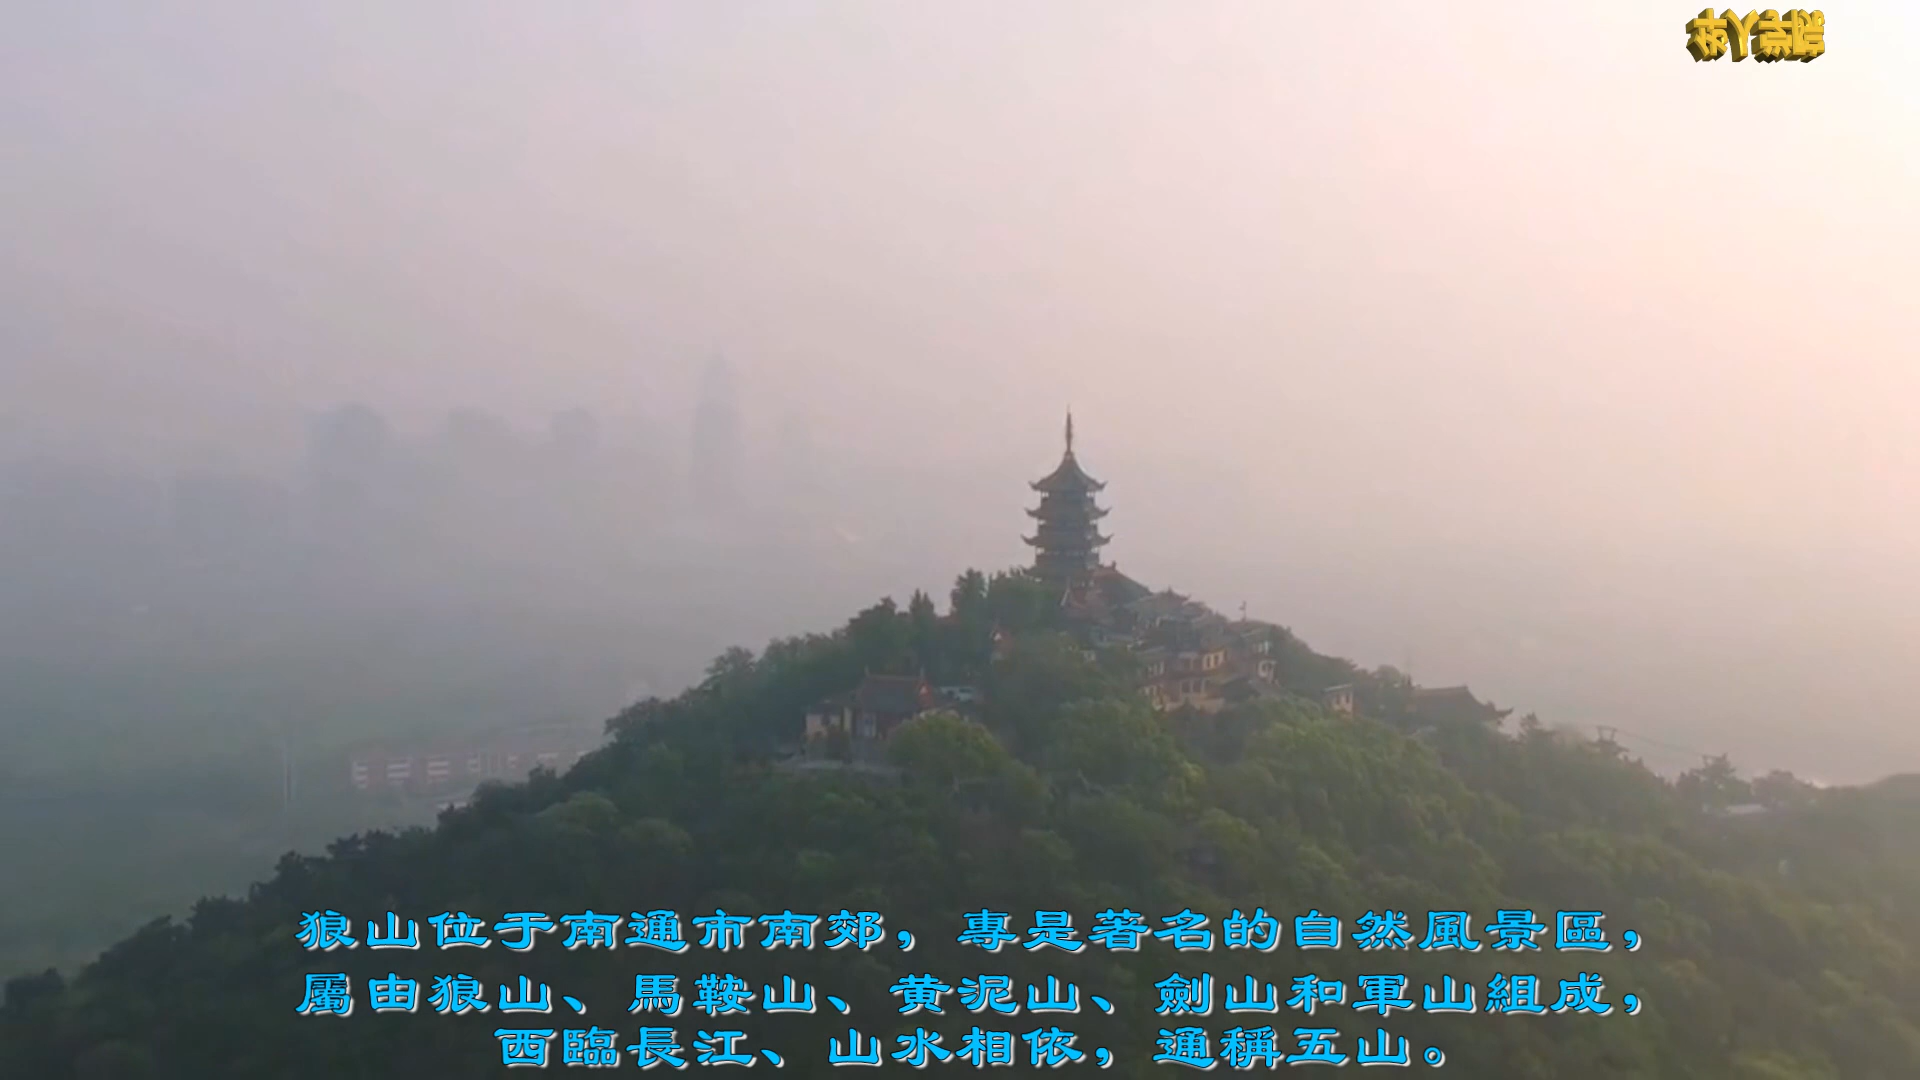 狼山位于南通市南郊，專是著名的自然風景區，
屬由狼山、馬鞍山、黄泥山、劍山和軍山組成，
西臨長江、山水相依，通稱五山。